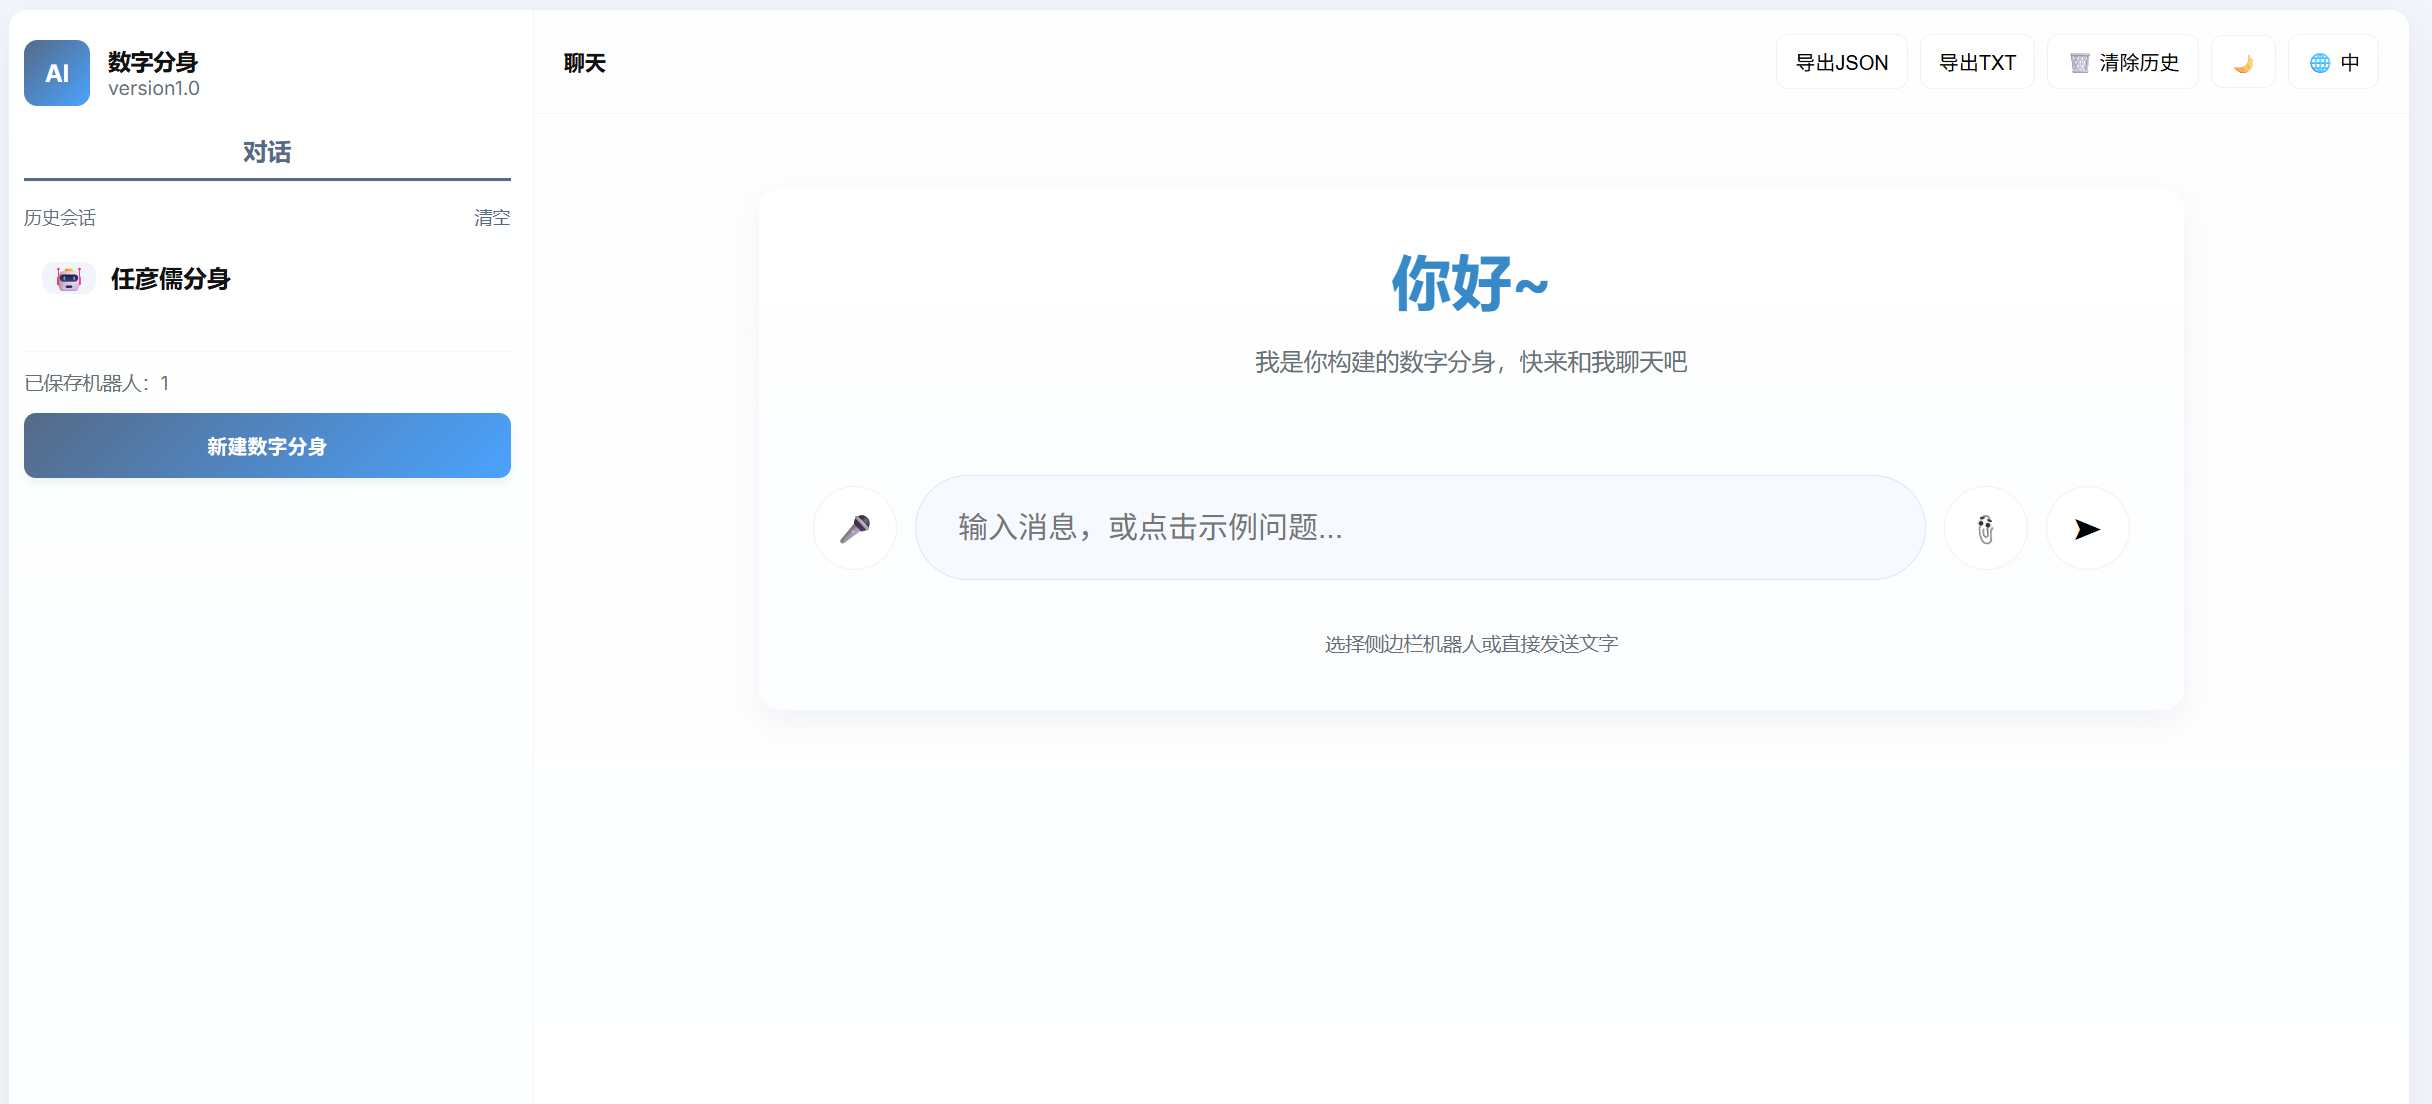 AI
数字分身
version1.0
对话
历史会话
清空
任彦儒分身
已保存机器人：1
新建数字分身
聊天
导出JSON
导出TXT
清除历史
中
你好~
我是你构建的数字分身，快来和我聊天吧
输入消息，或点击示例问题...
选择侧边栏机器人或直接发送文字